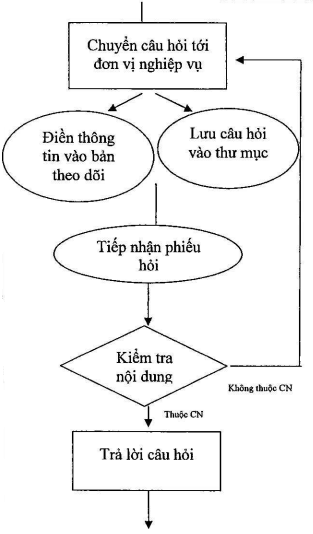 Chuyển câu hỏi tới
đơn vị nghiệp vụ
Điền thông
tin vào bản
theo dõi
Lưu câu hỏi
vào thư mục
Tiếp nhận phiếu
hỏi
Kiểm tra
nội dung
Không thuộc CN
Thuộc CN
Trả lời câu hỏi